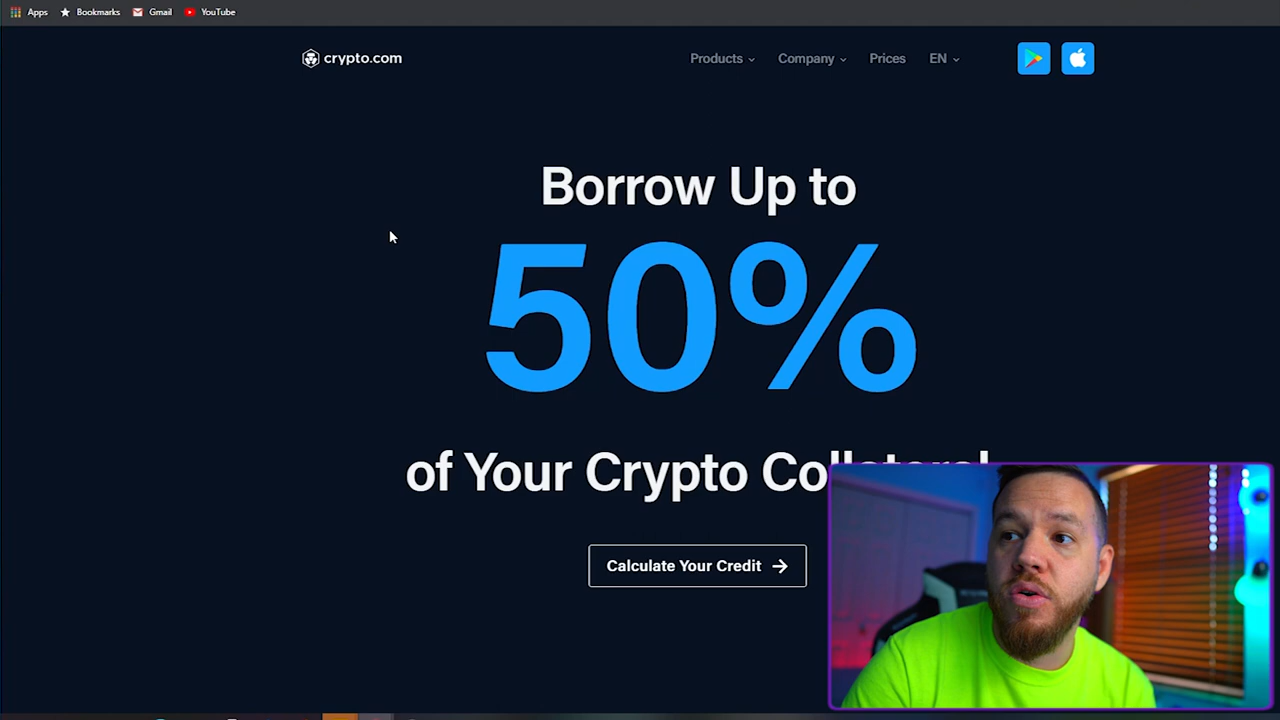 Apps Bookmarks Gmail YouTube
crypto.com Products Company Prices EN
Borrow Up to
50%
of Your Crypto
Calculate Your Credit →